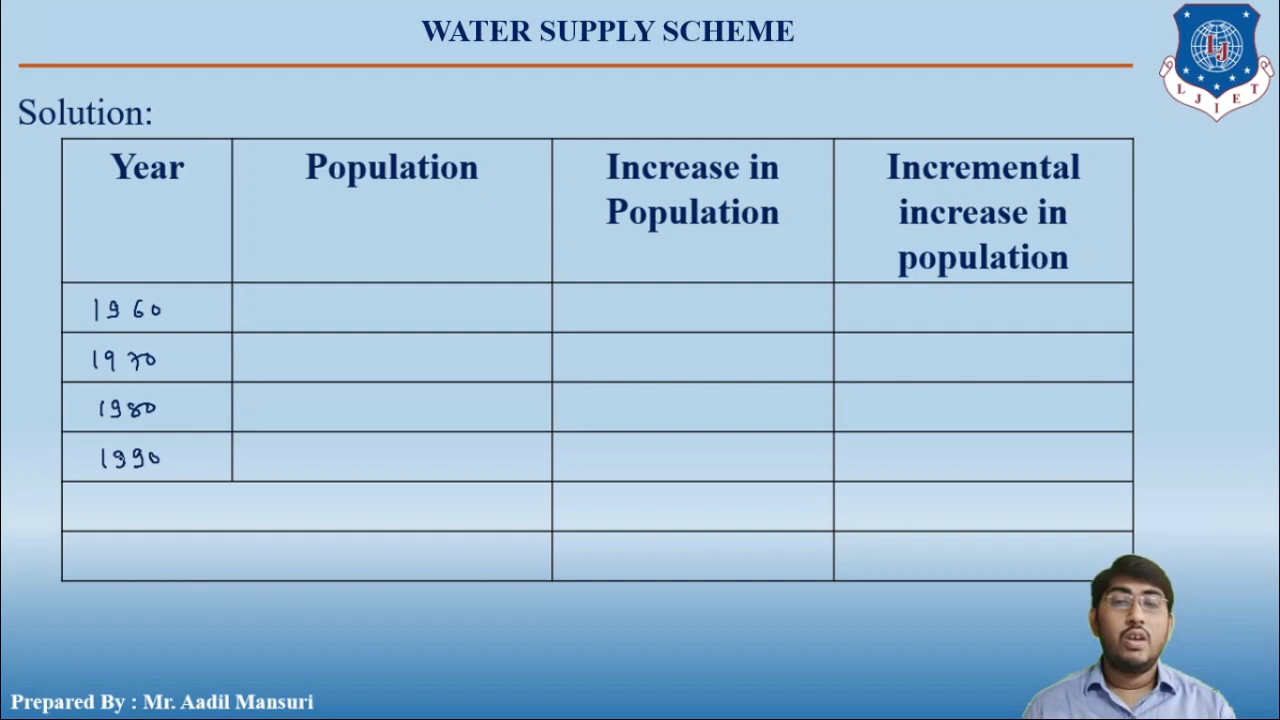 WATER SUPPLY SCHEME
LJ
L J I E T
Solution:
Year Population Increase in Population Incremental increase in population
1960
1970
1980
1990
Prepared By : Mr. Aadil Mansuri